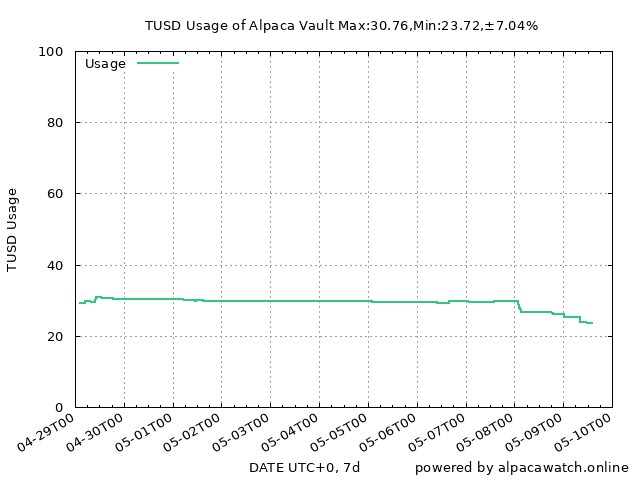 TUSD Usage of Alpaca Vault Max:30.76,Min:23.72,±7.04%
Usage
TUSD Usage
100
80
60
40
20
0
04-29T00
04-30T00
05-01T00
05-02T00
05-03T00
05-04T00
05-05T00
05-06T00
05-07T00
05-08T00
05-09T00
05-10T00
DATE UTC+0, 7d
powered by alpacawatch.online